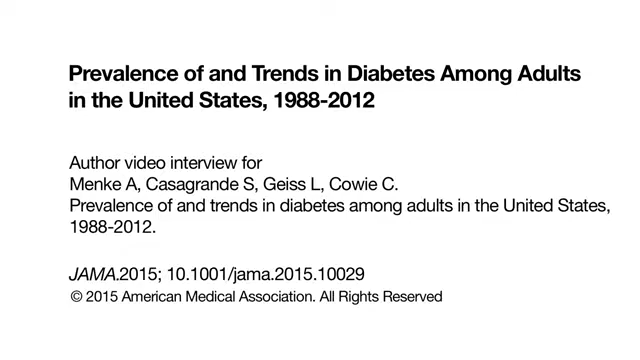 Prevalence of and Trends in Diabetes Among Adults
in the United States, 1988-2012
Author video interview for
Menke A, Casagrande S, Geiss L, Cowie C.
Prevalence of and trends in diabetes among adults in the United States,
1988-2012.
JAMA.2015; 10.1001/jama.2015.10029
© 2015 American Medical Association. All Rights Reserved